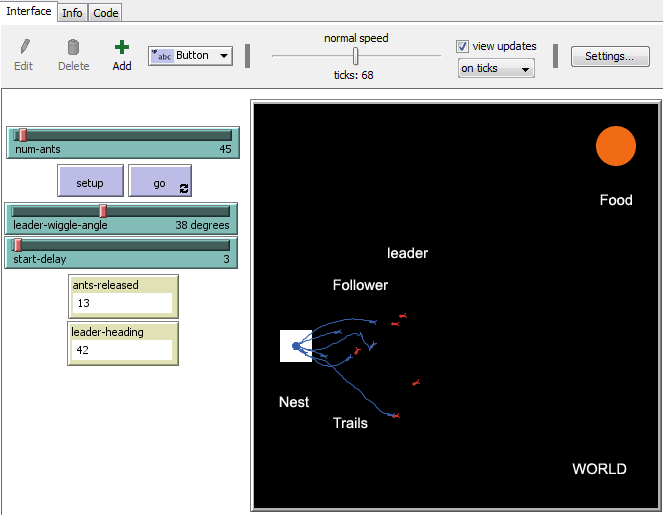 Interface Info Code
normal speed
view updates
Edit Delete Add abc Button
ticks: 68
on ticks
Settings...
num-ants 45
setup go
leader-wiggle-angle 38 degrees
start-delay 3
ants-released
13
leader-heading
42
Food
leader
Follower
Nest
Trails
WORLD